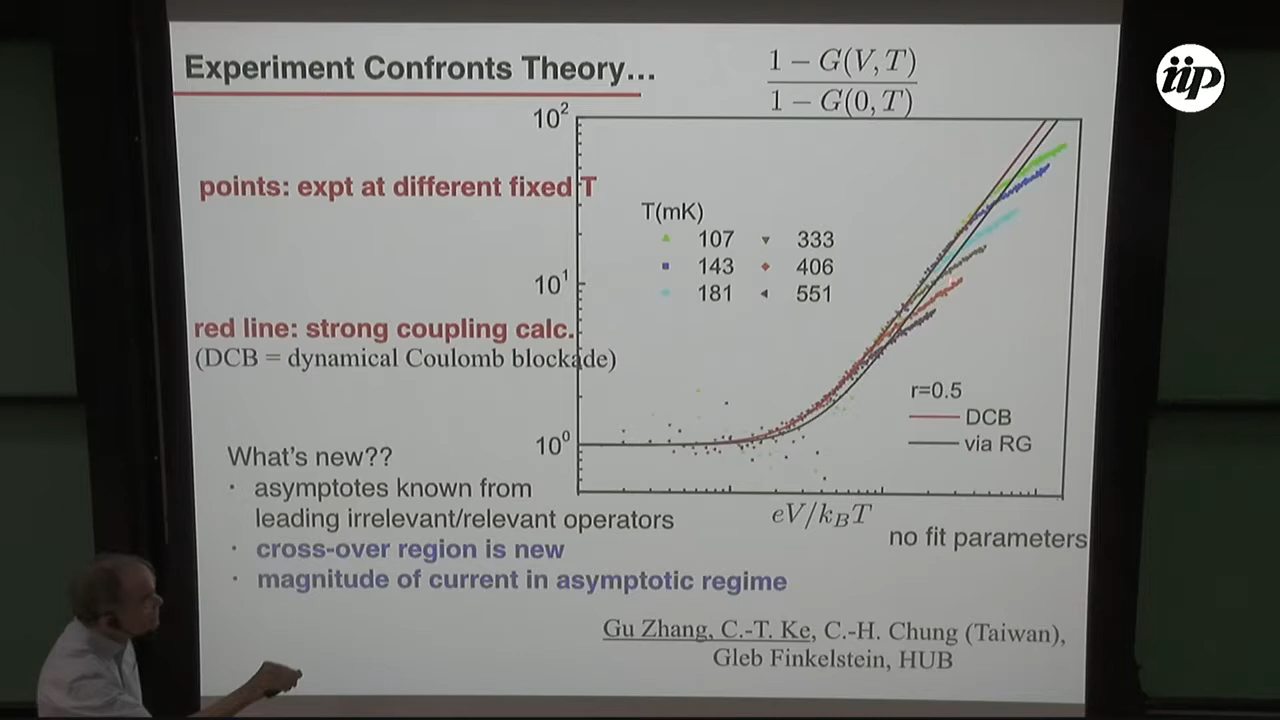 Experiment Confronts Theory...
1 − G(V, T)
1 − G(0, T)
iip
10²
points: expt at different fixed T
T(mK)
107 333
143 406
181 551
10¹
red line: strong coupling calc.
(DCB = dynamical Coulomb blockade)
r=0.5
DCB
via RG
10⁰
What's new??
· asymptotes known from
leading irrelevant/relevant operators
· cross-over region is new
· magnitude of current in asymptotic regime
eV/k_BT
no fit parameters
Gu Zhang, C.-T. Ke, C.-H. Chung (Taiwan),
Gleb Finkelstein, HUB